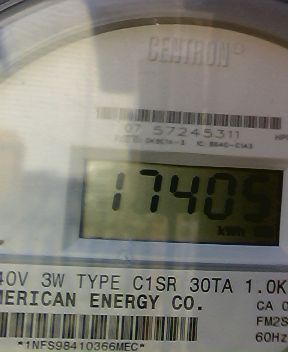 CENTRON®
07 57245311
17405
kWh
40V 3W TYPE C1SR 30TA 1.0K
MERICAN ENERGY CO.
CA 0
FM2S
60Hz
*1NFS98410366MEC*